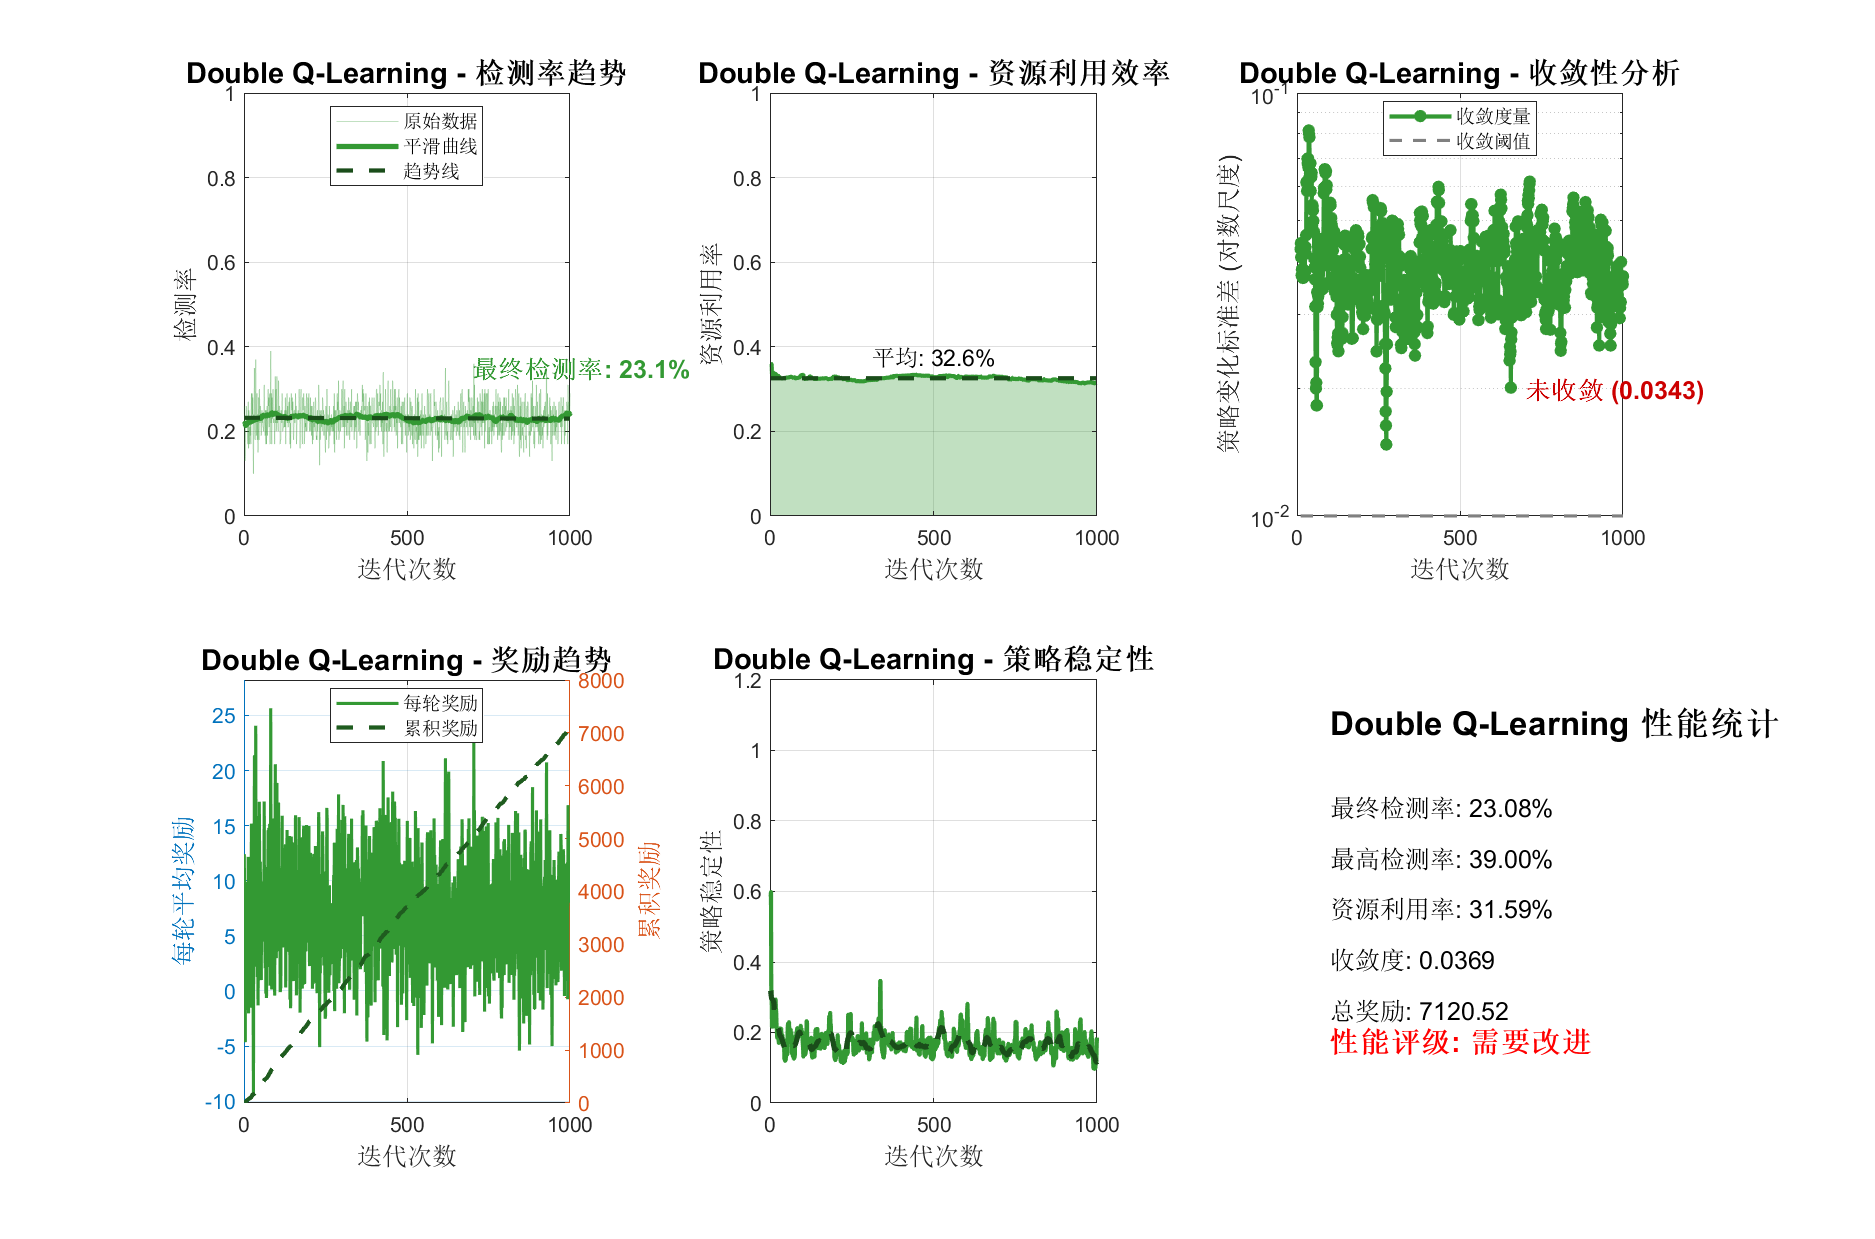 Double Q-Learning - 检测率趋势
1
0.8
0.6
0.4
0.2
0
检测率
原始数据
平滑曲线
趋势线
最终检测率: 23.1%
0
500
1000
迭代次数
Double Q-Learning - 资源利用效率
1
0.8
0.6
0.4
0.2
0
资源利用率
平均: 32.6%
0
500
1000
迭代次数
Double Q-Learning - 收敛性分析
10-1
10-2
策略变化标准差 (对数尺度)
收敛度量
收敛阈值
未收敛 (0.0343)
0
500
1000
迭代次数
Double Q-Learning - 奖励趋势
25
20
15
10
5
0
-5
-10
每轮平均奖励
每轮奖励
累积奖励
8000
7000
6000
5000
4000
3000
2000
1000
0
累积奖励
0
500
1000
迭代次数
Double Q-Learning - 策略稳定性
1.2
1
0.8
0.6
0.4
0.2
0
策略稳定性
0
500
1000
迭代次数
Double Q-Learning 性能统计
最终检测率: 23.08%
最高检测率: 39.00%
资源利用率: 31.59%
收敛度: 0.0369
总奖励: 7120.52
性能评级: 需要改进